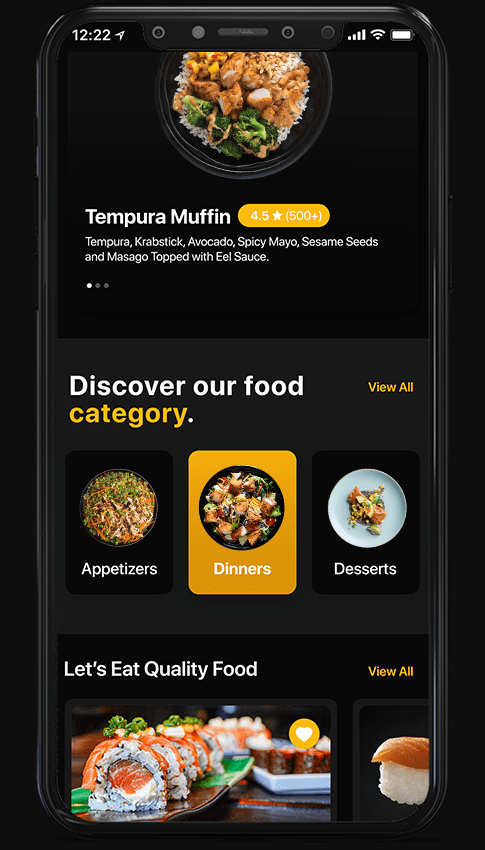 12:22
Tempura Muffin 4.5 ★ (500+)
Tempura, Krabstick, Avocado, Spicy Mayo, Sesame Seeds
and Masago Topped with Eel Sauce.
Discover our food
category.
View All
Appetizers
Dinners
Desserts
Let’s Eat Quality Food
View All